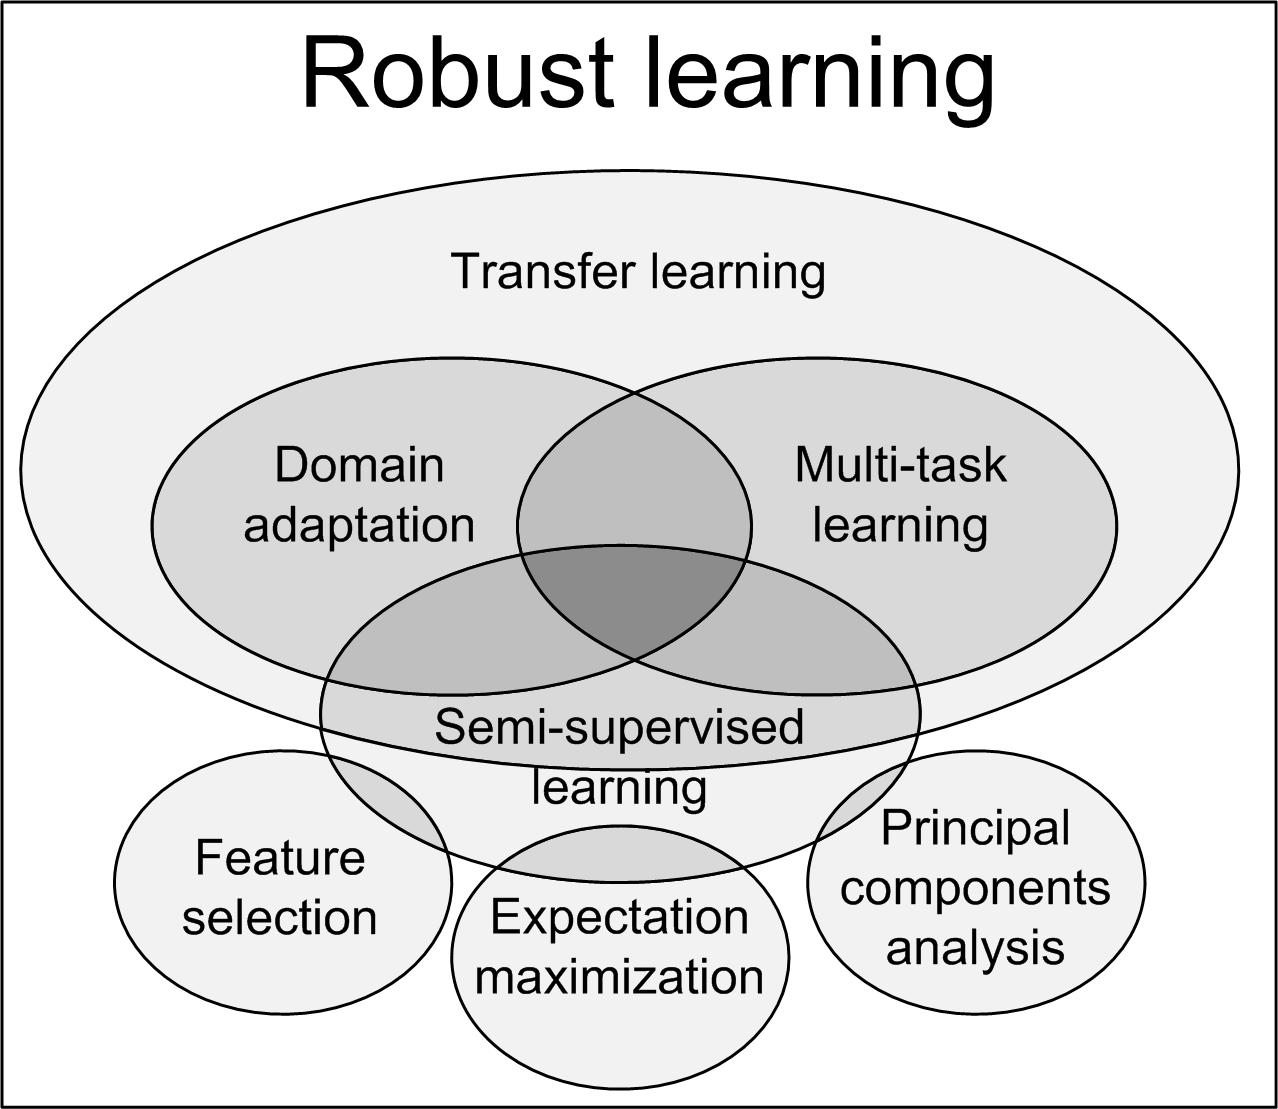 Robust learning
Transfer learning
Domain
adaptation
Multi-task
learning
Semi-supervised
learning
Feature
selection
Expectation
maximization
Principal
components
analysis